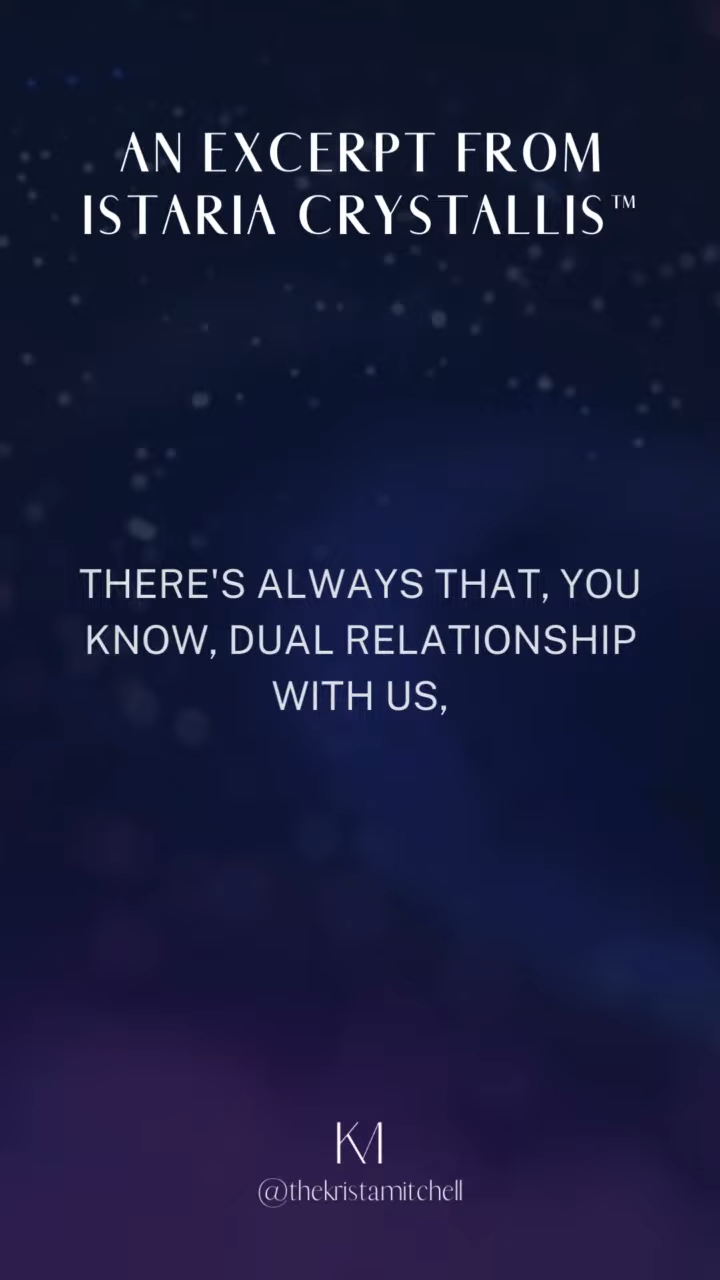 AN EXCERPT FROM
ISTARIA CRYSTALLIS™
THERE'S ALWAYS THAT, YOU
KNOW, DUAL RELATIONSHIP
WITH US,
KM
@thekristamitchell